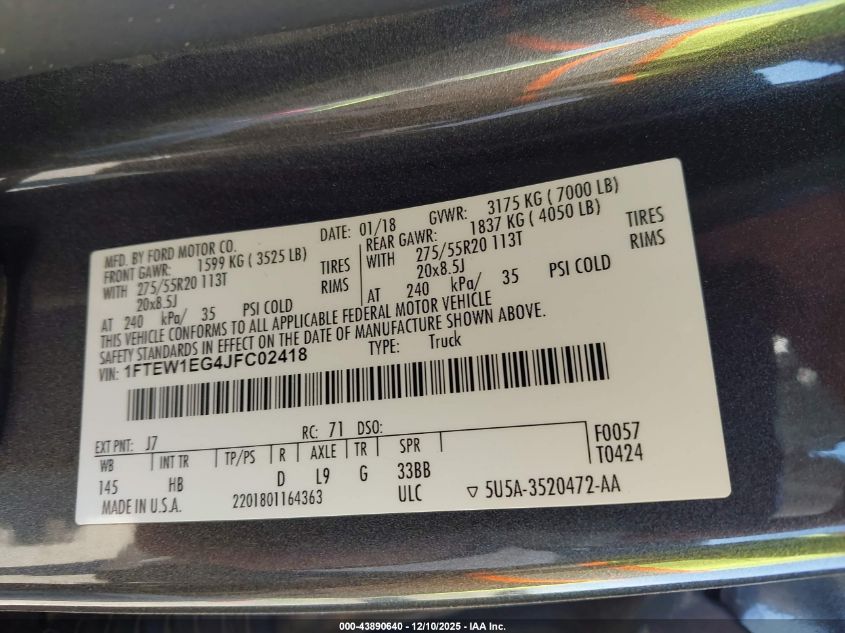 MFD. BY FORD MOTOR CO.
DATE: 01/18 GVWR: 3175 KG ( 7000 LB)
FRONT GAWR: 1599 KG ( 3525 LB)
REAR GAWR: 1837 KG ( 4050 LB)
WITH 275/55R20 113T TIRES
WITH 275/55R20 113T TIRES
20x8.5J RIMS
20x8.5J RIMS
AT 240 kPa/ 35 PSI COLD
AT 240 kPa/ 35 PSI COLD
THIS VEHICLE CONFORMS TO ALL APPLICABLE FEDERAL MOTOR VEHICLE
SAFETY STANDARDS IN EFFECT ON THE DATE OF MANUFACTURE SHOWN ABOVE.
VIN: 1FTEW1EG4JFC02418 TYPE: Truck
EXT PNT: J7 RC: 71 DSO: F0057
WB INT TR TP/PS R AXLE TR SPR T0424
145 HB D L9 G 33BB
MADE IN U.S.A. 2201801164363 ULC ▽ 5U5A-3520472-AA
000-43890640 - 12/10/2025 - IAA Inc.